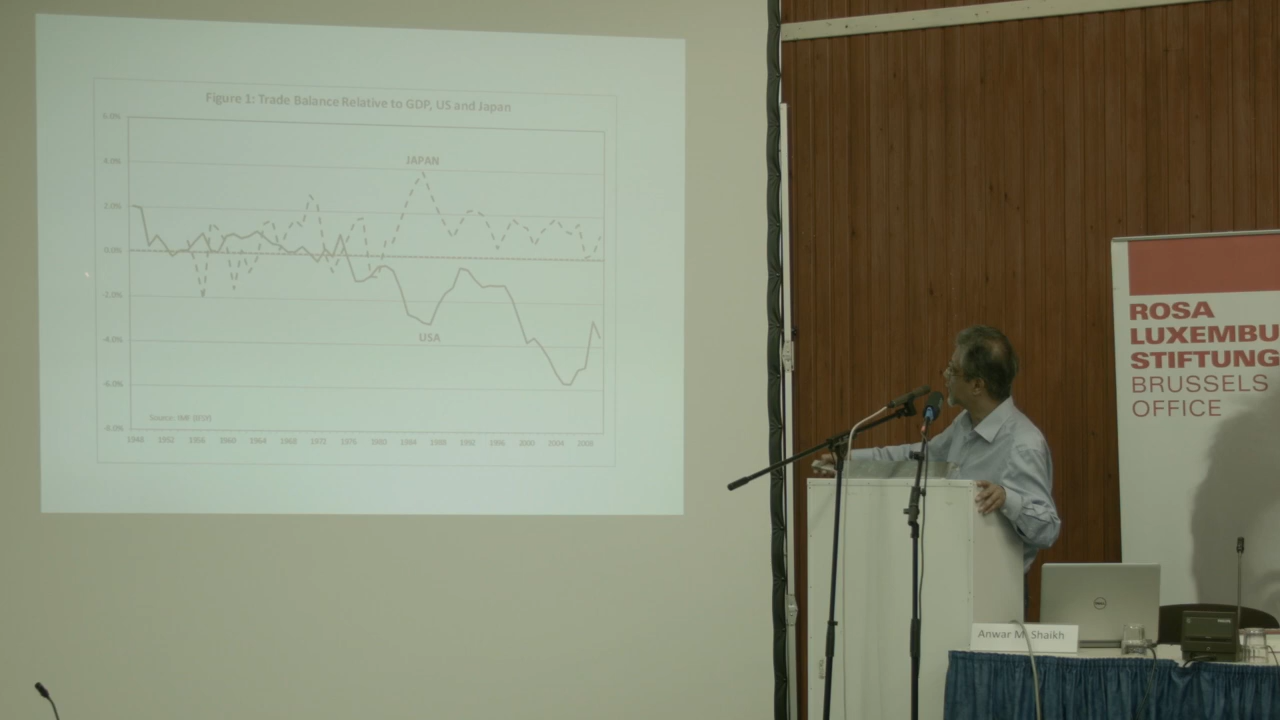 Figure 1: Trade Balance Relative to GDP, US and Japan
6.0%
4.0%
2.0%
0.0%
-2.0%
-4.0%
-6.0%
-8.0%
JAPAN
USA
Source: IMF
1948 1952 1956 1960 1964 1968 1972 1976 1980 1984 1988 1992 1996 2000 2004 2008
ROSA
LUXEMBU
STIFTUNG
BRUSSELS
OFFICE
DELL
Anwar M. Shaikh